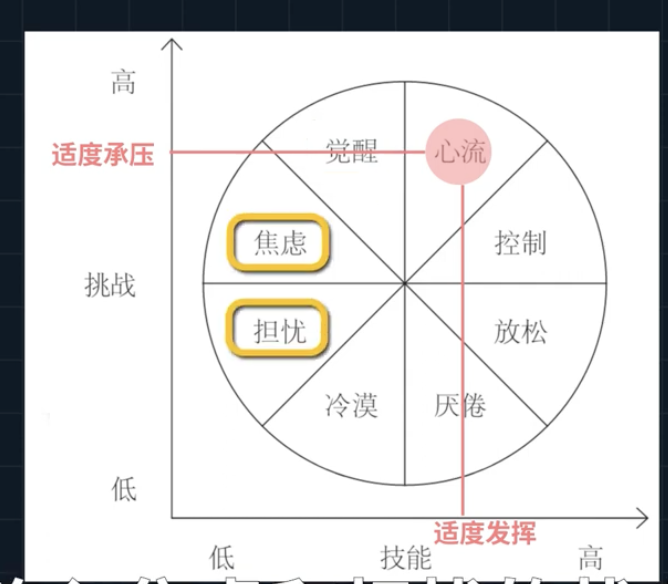 高
适度承压
觉醒
心流
焦虑
控制
挑战
担忧
放松
冷漠
厌倦
低
适度发挥
低
技能
高